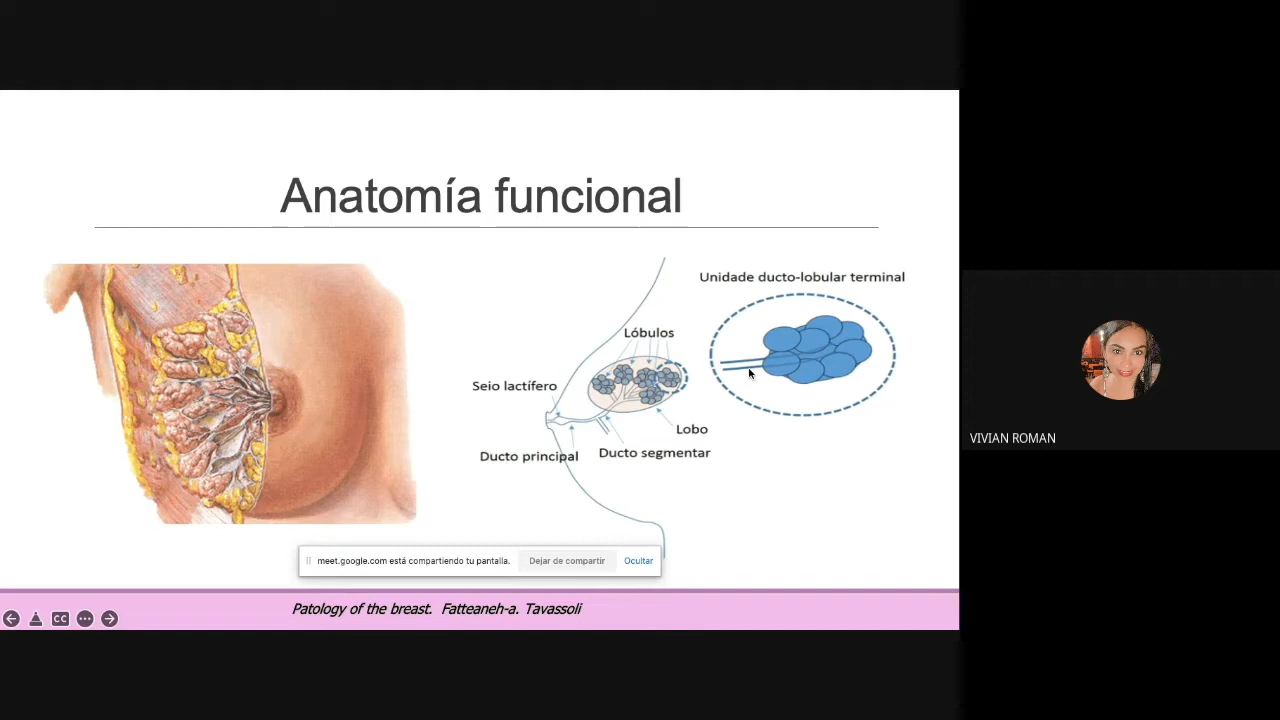 Anatomía funcional
Unidade ducto-lobular terminal
Lóbulos
Seio lactífero
Lobo
Ducto principal
Ducto segmentar
meet.google.com está compartiendo tu pantalla.
Dejar de compartir
Ocultar
Patology of the breast. Fatteaneh-a. Tavassoli
CC
VIVIAN ROMAN